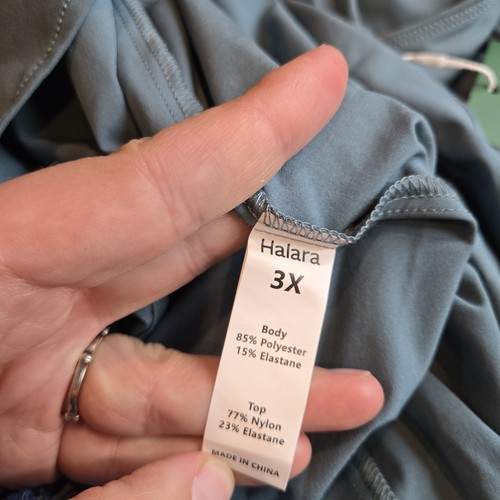 Halara
3X
Body
85% Polyester
15% Elastane
Top
77% Nylon
23% Elastane
MADE IN CHINA